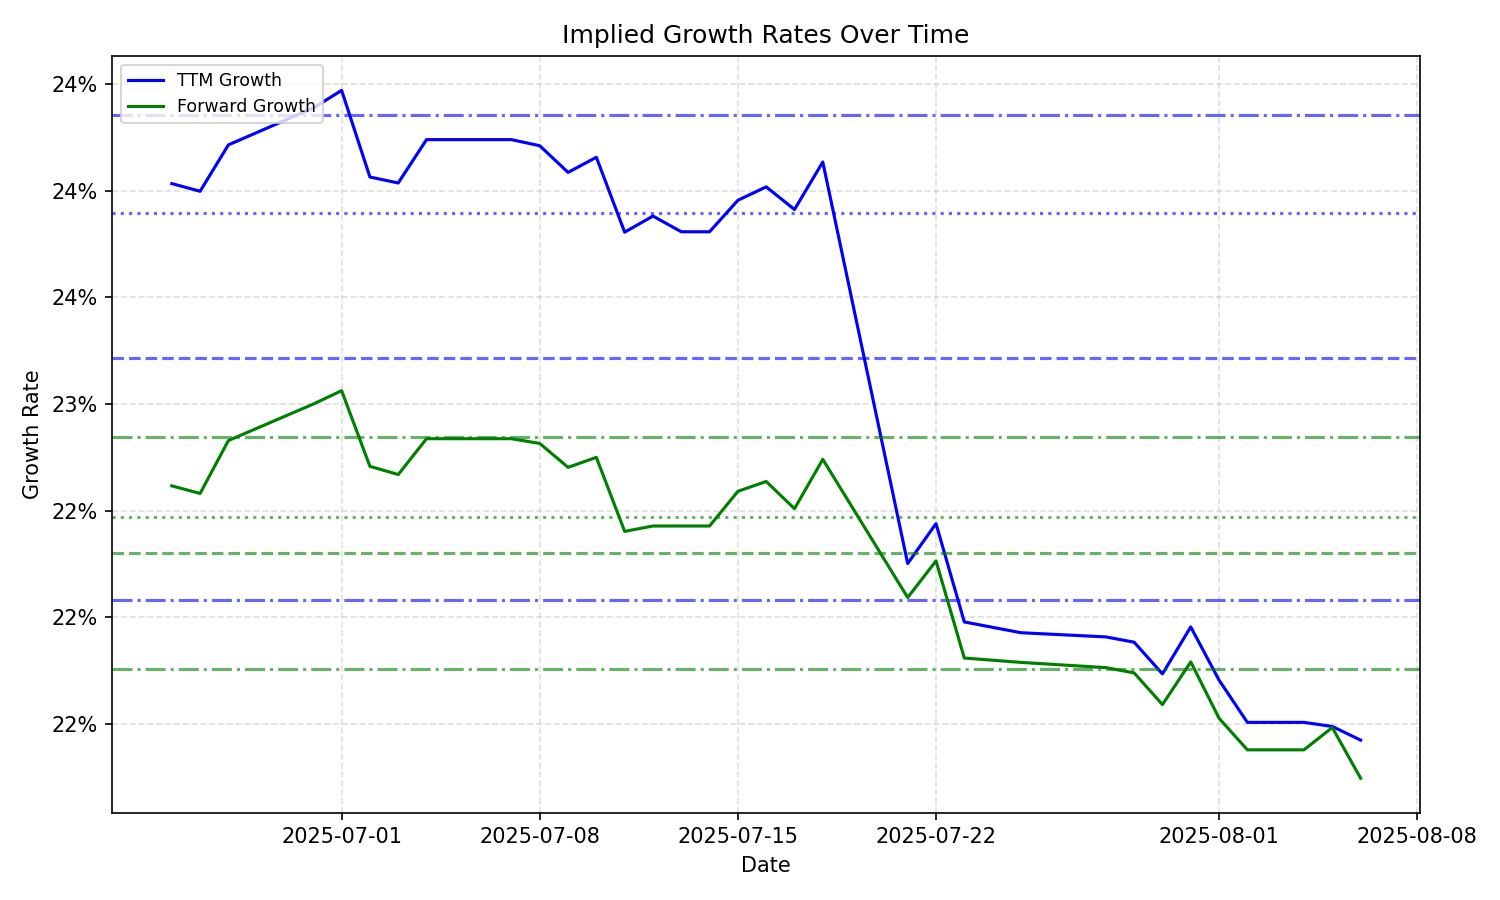 Implied Growth Rates Over Time
TTM Growth
Forward Growth
24%
24%
24%
23%
22%
22%
22%
Growth Rate
2025-07-01
2025-07-08
2025-07-15
2025-07-22
2025-08-01
2025-08-08
Date